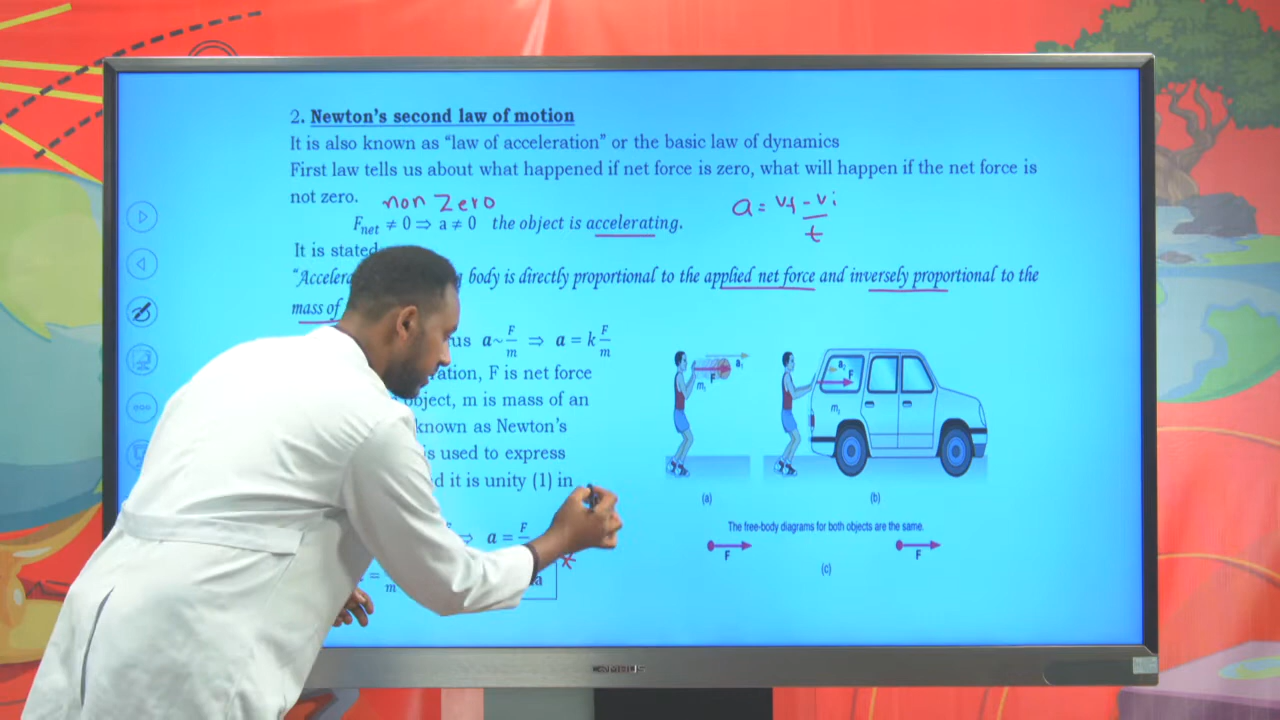 2. Newton's second law of motion
It is also known as "law of acceleration" or the basic law of dynamics
First law tells us about what happened if net force is zero, what will happen if the net force is
not zero. non Zero
Fnet ≠ 0 ⇒ a ≠ 0 the object is accelerating.
a = vf - vi / t
It is stated
body is directly proportional to the applied net force and inversely proportional to the
mass of
a~ F/m ⇒ a = k F/m
F is net force
object, m is mass of an
known as Newton's
is used to express
it is unity (1) in
⇒ a = F
m
*
a₁
F
m₁
a₂
F
m₂
(a)
(b)
The free-body diagrams for both objects are the same.
F
F
(c)